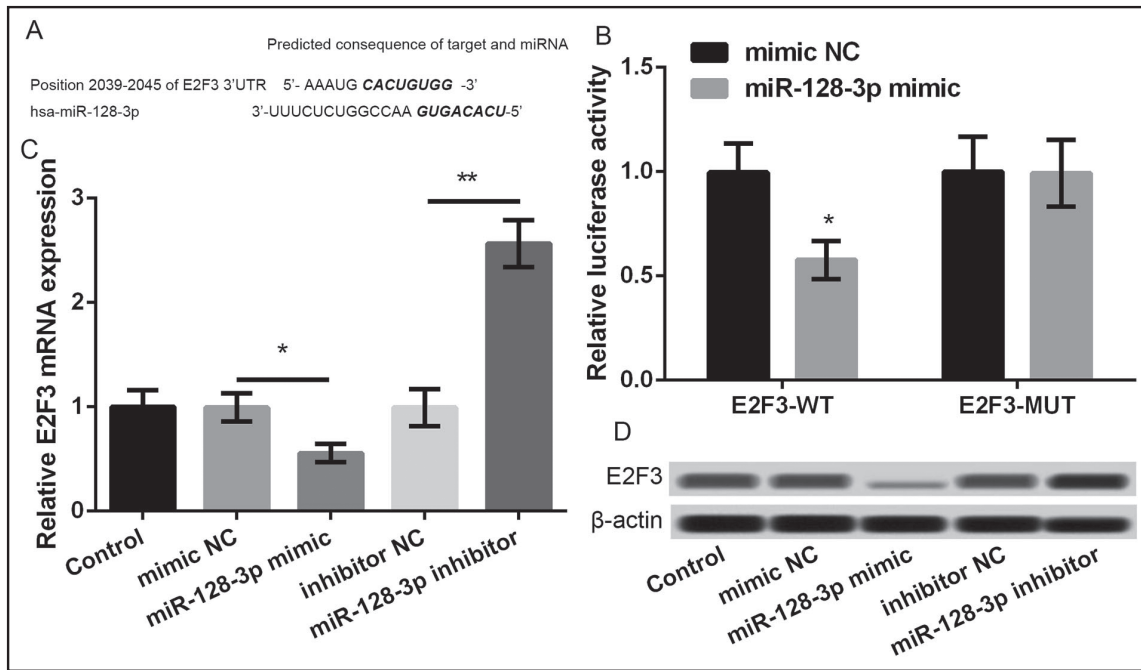 A
Predicted consequence of target and miRNA
Position 2039-2045 of E2F3 3'UTR 5'- AAAUG CACUGUGG -3'
hsa-miR-128-3p 3'-UUUCUCUGGCCAA GUGACACU-5'
B
mimic NC
miR-128-3p mimic
Relative luciferase activity
1.5
1.0
0.5
0.0
*
E2F3-WT
E2F3-MUT
C
Relative E2F3 mRNA expression
3
2
1
0
*
**
Control
mimic NC
miR-128-3p mimic
inhibitor NC
miR-128-3p inhibitor
D
E2F3
β-actin
Control
mimic NC
miR-128-3p mimic
inhibitor NC
miR-128-3p inhibitor